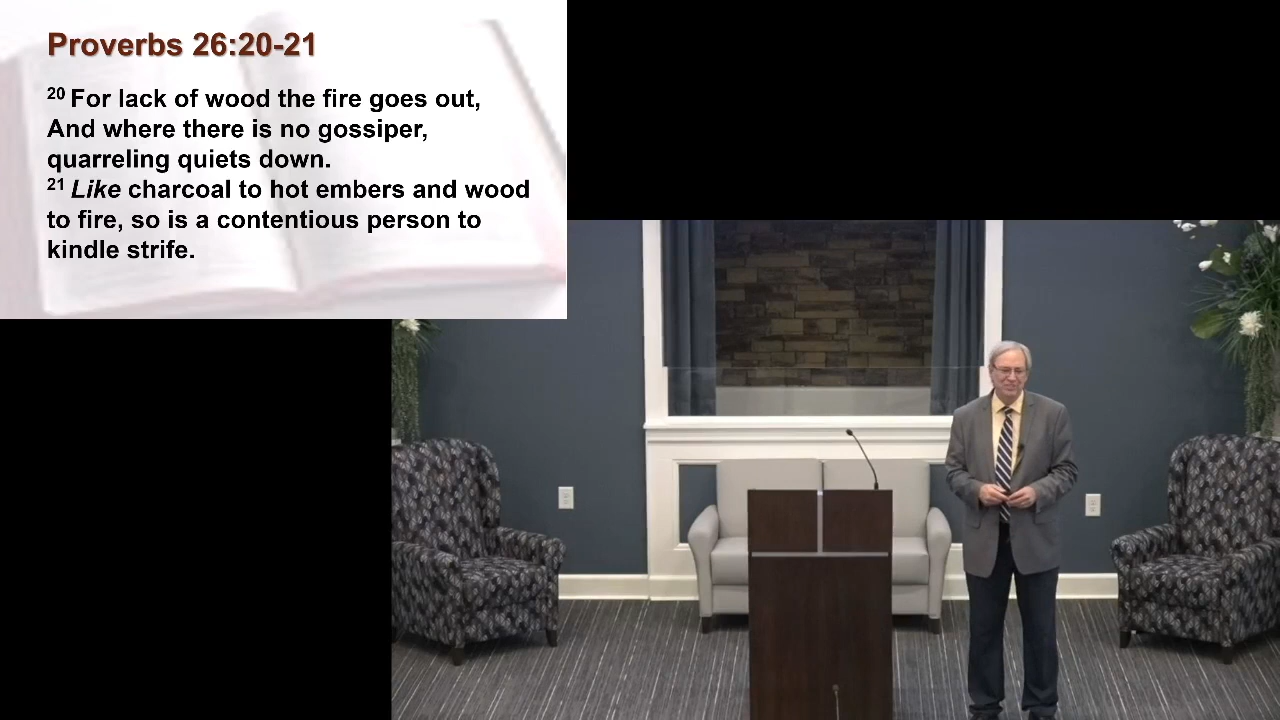 Proverbs 26:20-21
20 For lack of wood the fire goes out,
And where there is no gossiper,
quarreling quiets down.
21 Like charcoal to hot embers and wood
to fire, so is a contentious person to
kindle strife.